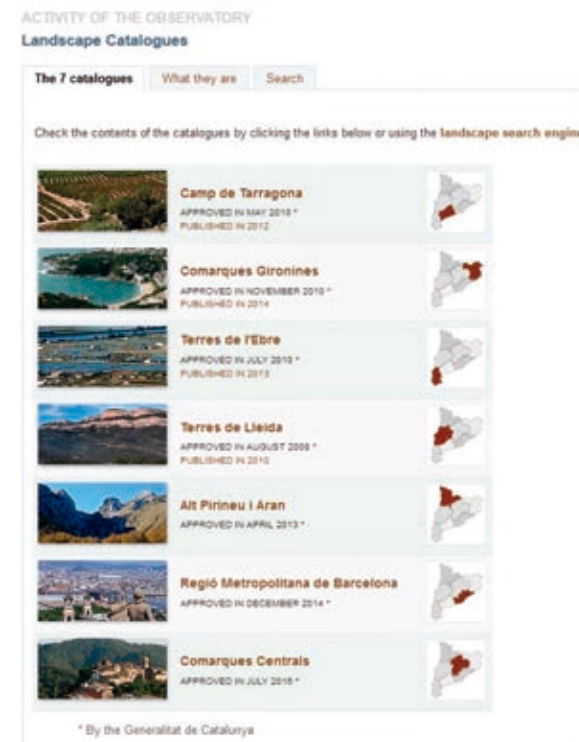 ACTIVITY OF THE OBSERVATORY
Landscape Catalogues
The 7 catalogues What they are Search
Check the contents of the catalogues by clicking the links below or using the landscape search engine
Camp de Tarragona
APPROVED IN MAY 2010 *
PUBLISHED IN 2012
Comarques Gironines
APPROVED IN NOVEMBER 2010 *
PUBLISHED IN 2014
Terres de l'Ebre
APPROVED IN JULY 2010 *
PUBLISHED IN 2013
Terres de Lleida
APPROVED IN AUGUST 2008 *
PUBLISHED IN 2010
Alt Pirineu i Aran
APPROVED IN APRIL 2013 *
Regió Metropolitana de Barcelona
APPROVED IN DECEMBER 2014 *
Comarques Centrals
APPROVED IN JULY 2016 *
* By the Generalitat de Catalunya